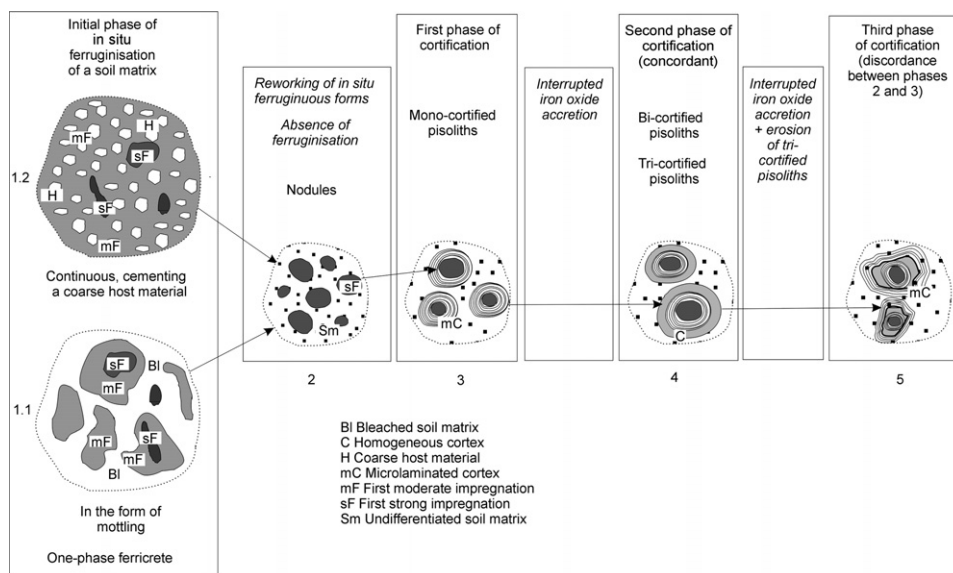 Initial phase of
in situ
ferruginisation
of a soil matrix
H
mF
sF
1.2
H
sF
mF
Continuous, cementing
a coarse host material
sF
Bl
mF
1.1
mF
sF
mF
Bl
In the form of
mottling
One-phase ferricrete
Reworking of in situ
ferruginuous forms
Absence of
ferruginisation
Nodules
sF
Sm
2
First phase of
cortification
Mono-cortified
pisoliths
mC
3
Interrupted
iron oxide
accretion
Second phase of
cortification
(concordant)
Bi-cortified
pisoliths
Tri-cortified
pisoliths
C
4
Interrupted
iron oxide
accretion
+ erosion
of tri-
cortified
pisoliths
Third phase
of cortification
(discordance
between phases
2 and 3)
mC
5
Bl Bleached soil matrix
C Homogeneous cortex
H Coarse host material
mC Microlaminated cortex
mF First moderate impregnation
sF First strong impregnation
Sm Undifferentiated soil matrix